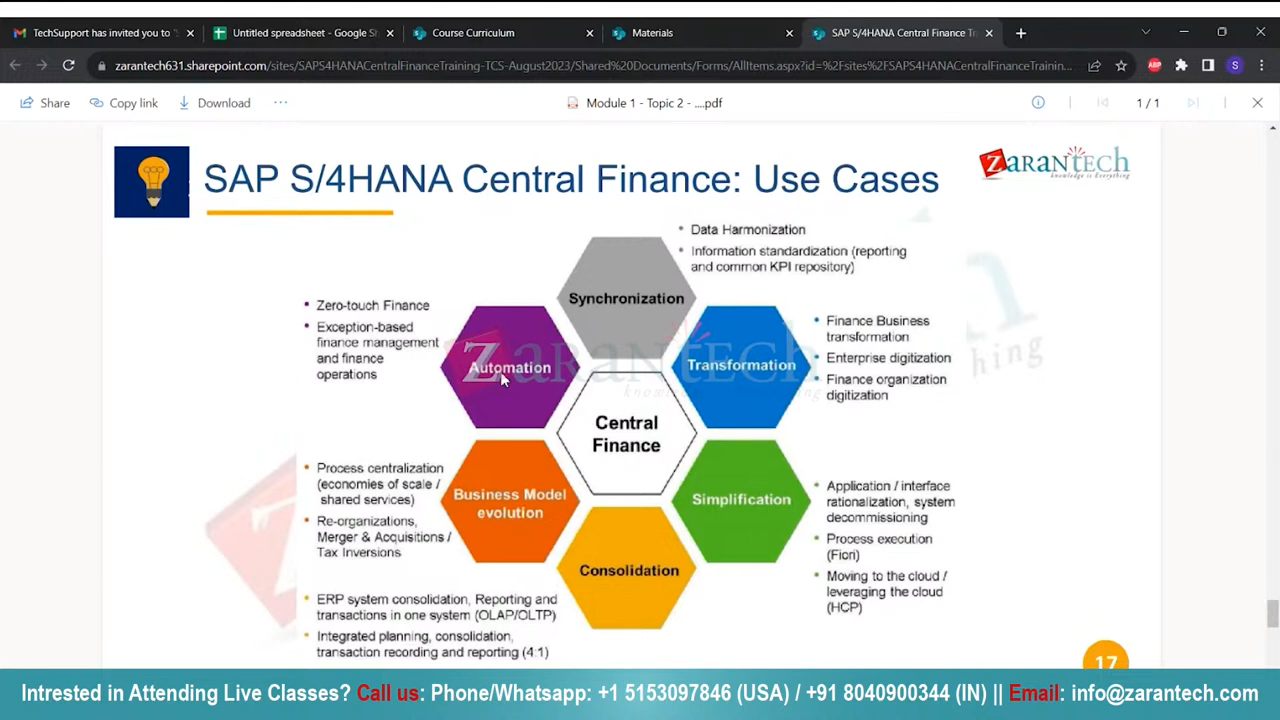 TechSupport has invited you to "
Untitled spreadsheet - Google Sh
Course Curriculum
Materials
SAP S/4HANA Central Finance Tr
zarantech631.sharepoint.com/sites/SAPS4HANACentralFinanceTraining-TCS-August2023/Shared%20Documents/Forms/AllItems.aspx?id=%2Fsites%2FSAPS4HANACentralFinanceTrainin...
ABP
S
Share
Copy link
Download
...
Module 1 - Topic 2 - ....pdf
1 / 1
SAP S/4HANA Central Finance: Use Cases
ZARANTECH
knowledge is Everything
• Data Harmonization
• Information standardization (reporting
and common KPI repository)
Synchronization
• Zero-touch Finance
• Exception-based
finance management
and finance
operations
Automation
Transformation
• Finance Business
transformation
• Enterprise digitization
• Finance organization
digitization
Central
Finance
• Process centralization
(economies of scale /
shared services)
• Re-organizations,
Merger & Acquisitions /
Tax Inversions
Business Model
evolution
Simplification
• Application / interface
rationalization, system
decommissioning
• Process execution
(Fiori)
• Moving to the cloud /
leveraging the cloud
(HCP)
Consolidation
• ERP system consolidation, Reporting and
transactions in one system (OLAP/OLTP)
• Integrated planning, consolidation,
transaction recording and reporting (4:1)
17
Intrested in Attending Live Classes? Call us: Phone/Whatsapp: +1 5153097846 (USA) / +91 8040900344 (IN) || Email: info@zarantech.com